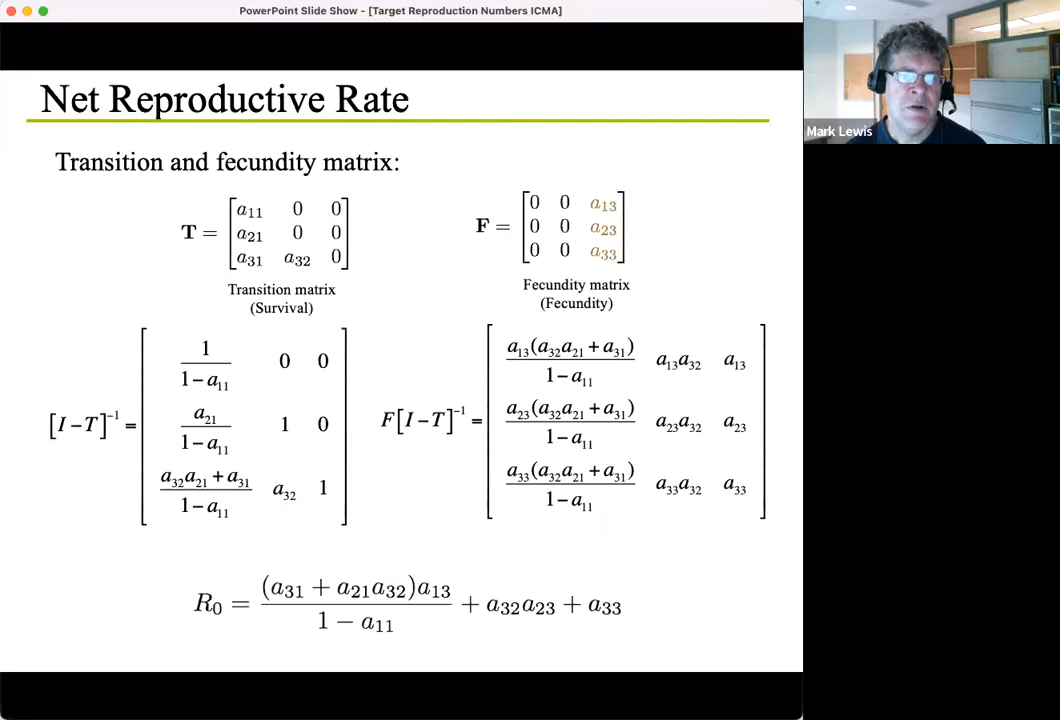 PowerPoint Slide Show - [Target Reproduction Numbers ICMA]
Mark Lewis
Net Reproductive Rate
Transition and fecundity matrix:
T = [a₁₁ 0 0
a₂₁ 0 0
a₃₁ a₃₂ 0]
Transition matrix
(Survival)
F = [0 0 a₁₃
0 0 a₂₃
0 0 a₃₃]
Fecundity matrix
(Fecundity)
[I−T]⁻¹ = [1/(1−a₁₁) 0 0
a₂₁/(1−a₁₁) 1 0
(a₃₂a₂₁+a₃₁)/(1−a₁₁) a₃₂ 1]
F[I−T]⁻¹ = [a₁₃(a₃₂a₂₁+a₃₁)/(1−a₁₁) a₁₃a₃₂ a₁₃
a₂₃(a₃₂a₂₁+a₃₁)/(1−a₁₁) a₂₃a₃₂ a₂₃
a₃₃(a₃₂a₂₁+a₃₁)/(1−a₁₁) a₃₃a₃₂ a₃₃]
R₀ = (a₃₁ + a₂₁a₃₂)a₁₃/(1 − a₁₁) + a₃₂a₂₃ + a₃₃